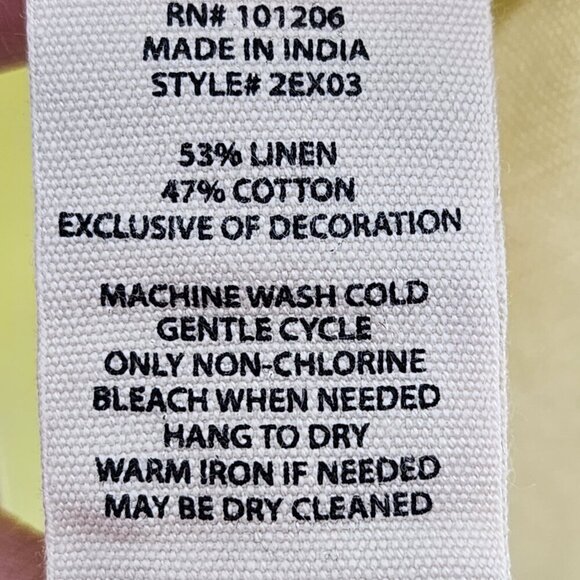 RN# 101206
MADE IN INDIA
STYLE# 2EX03
53% LINEN
47% COTTON
EXCLUSIVE OF DECORATION
MACHINE WASH COLD
GENTLE CYCLE
ONLY NON-CHLORINE
BLEACH WHEN NEEDED
HANG TO DRY
WARM IRON IF NEEDED
MAY BE DRY CLEANED